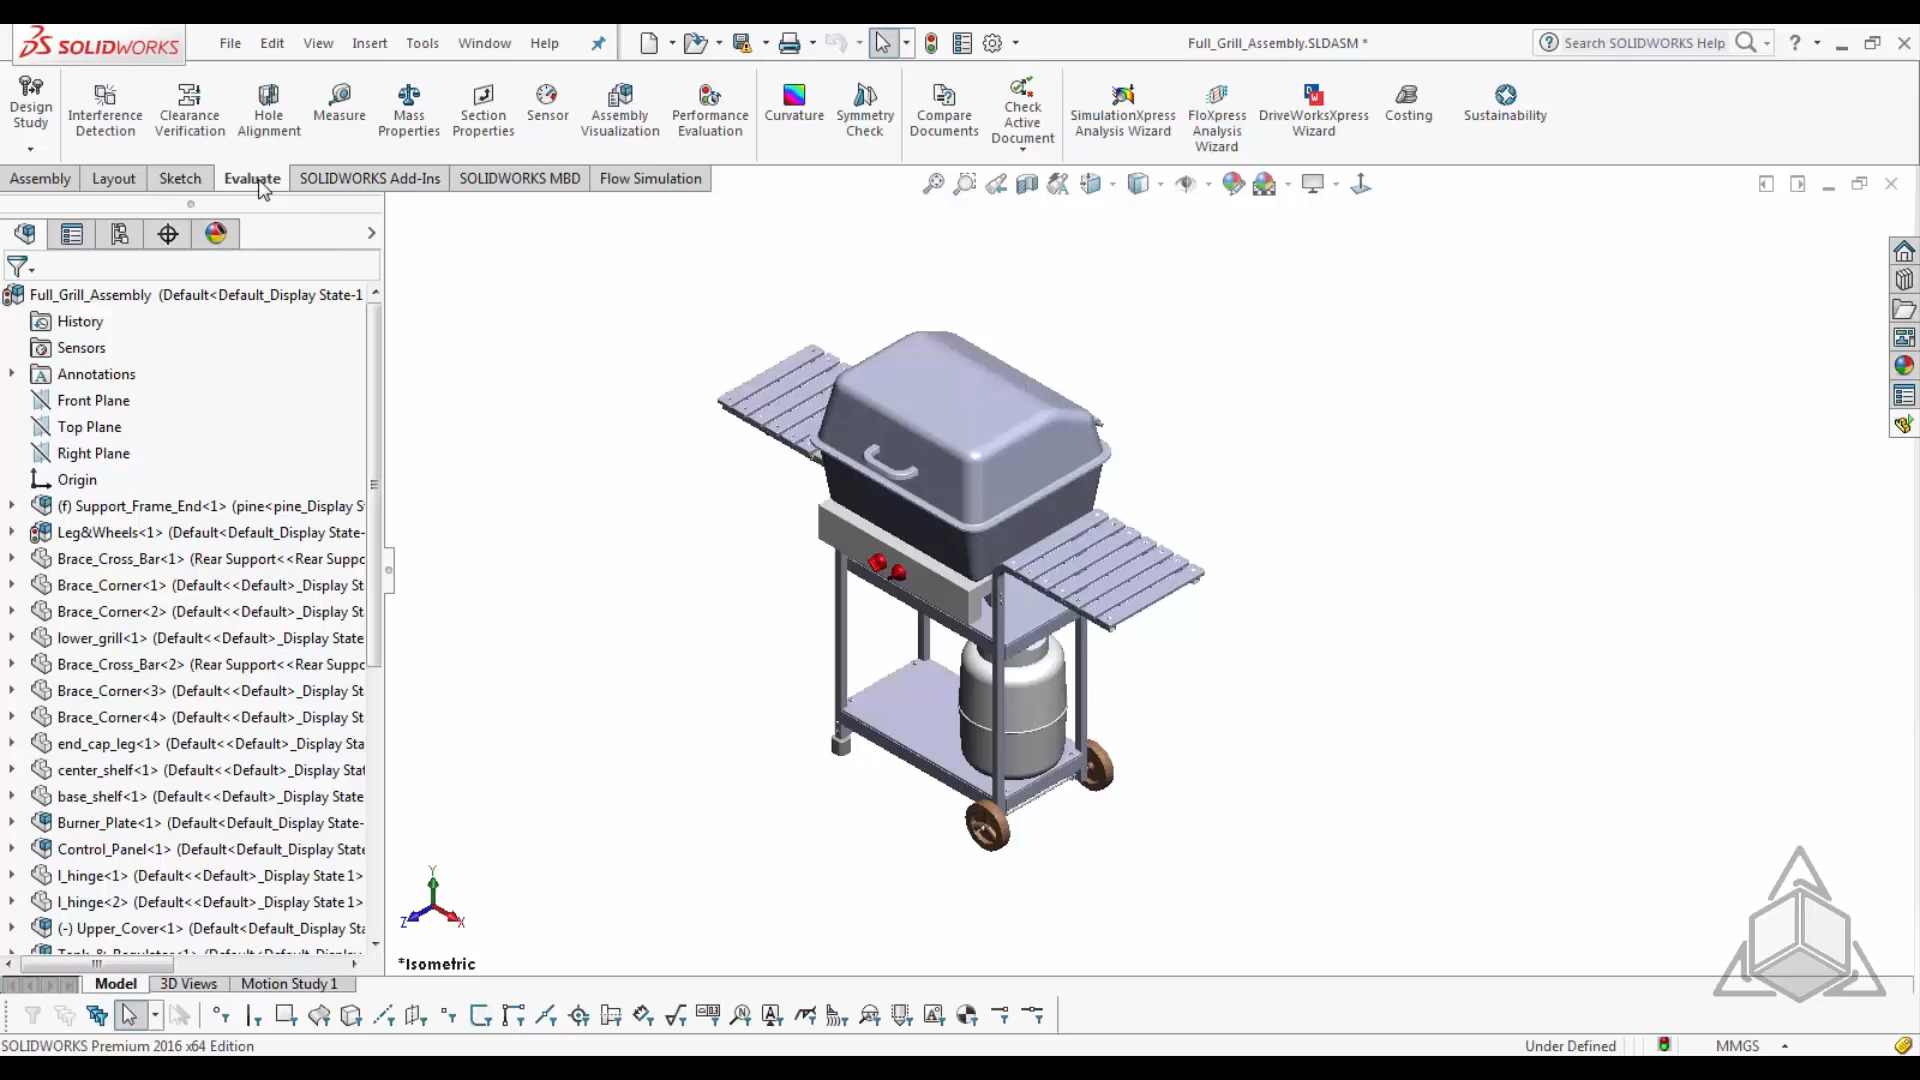 SOLIDWORKS
File Edit View Insert Tools Window Help
Full_Grill_Assembly.SLDASM *
Search SOLIDWORKS Help
Design Study
Interference Detection
Clearance Verification
Hole Alignment
Measure
Mass Properties
Section Properties
Sensor
Assembly Visualization
Performance Evaluation
Curvature
Symmetry Check
Compare Documents
Check Active Document
SimulationXpress Analysis Wizard
FloXpress Analysis Wizard
DriveWorksXpress Wizard
Costing
Sustainability
Assembly Layout Sketch Evaluate SOLIDWORKS Add-Ins SOLIDWORKS MBD Flow Simulation
Full_Grill_Assembly (Default<Default_Display State-1
History
Sensors
Annotations
Front Plane
Top Plane
Right Plane
Origin
(f) Support_Frame_End<1> (pine<pine_Display S
Leg&Wheels<1> (Default<Default_Display State-
Brace_Cross_Bar<1> (Rear Support<<Rear Suppo
Brace_Corner<1> (Default<<Default>_Display St
Brace_Corner<2> (Default<<Default>_Display St
lower_grill<1> (Default<<Default>_Display State
Brace_Cross_Bar<2> (Rear Support<<Rear Suppo
Brace_Corner<3> (Default<<Default>_Display St
Brace_Corner<4> (Default<<Default>_Display St
end_cap_leg<1> (Default<<Default>_Display Sta
center_shelf<1> (Default<<Default>_Display Stat
base_shelf<1> (Default<<Default>_Display State
Burner_Plate<1> (Default<Default_Display State-
Control_Panel<1> (Default<Default_Display State
l_hinge<1> (Default<<Default>_Display State 1>
l_hinge<2> (Default<<Default>_Display State 1>
(-) Upper_Cover<1> (Default<Default_Display Sta
Y
Z
X
*Isometric
Model 3D Views Motion Study 1
SOLIDWORKS Premium 2016 x64 Edition
Under Defined
MMGS